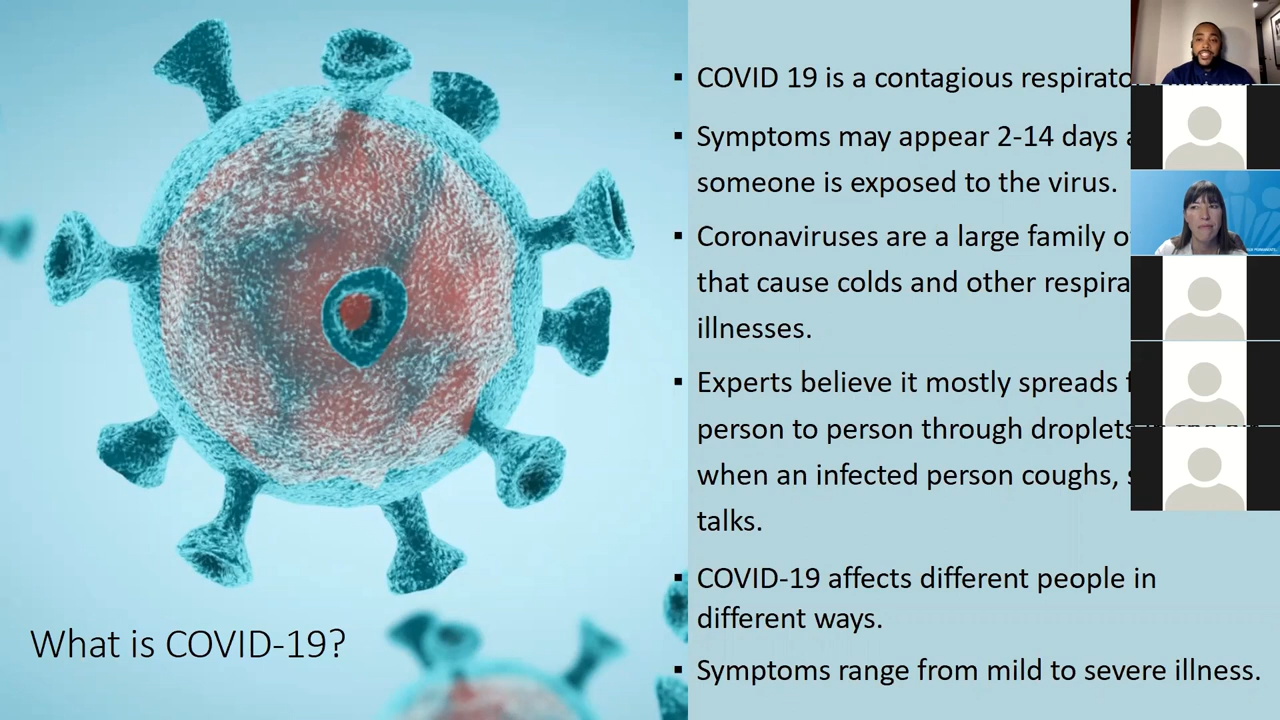 COVID 19 is a contagious
Symptoms may appear 2-14 days
someone is exposed to the virus.
Coronaviruses are a large family
that cause colds and other
illnesses.
Experts believe it mostly spreads
person to person through droplets
when an infected person coughs,
talks.
COVID-19 affects different people in
different ways.
Symptoms range from mild to severe illness.
What is COVID-19?